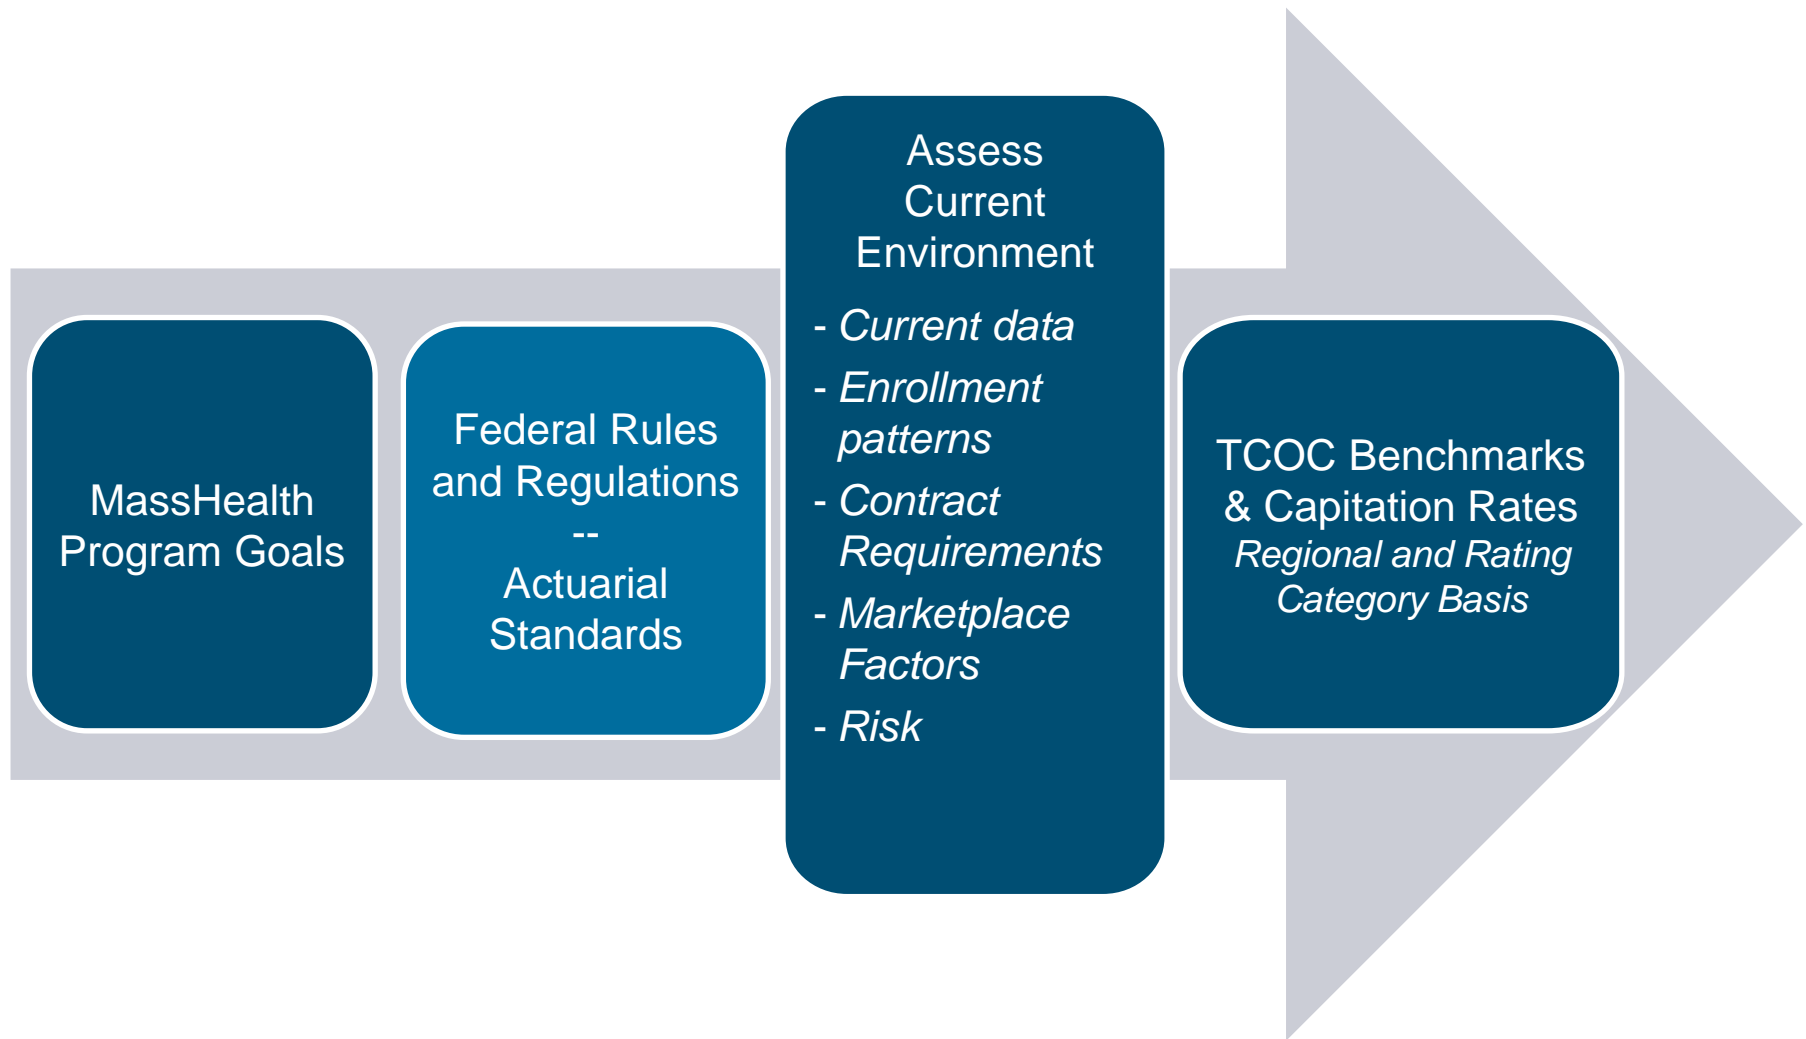 MassHealth
Program Goals
Federal Rules
and Regulations
--
Actuarial
Standards
Assess
Current
Environment
- Current data
- Enrollment
patterns
- Contract
Requirements
- Marketplace
Factors
- Risk
TCOC Benchmarks
& Capitation Rates
Regional and Rating
Category Basis